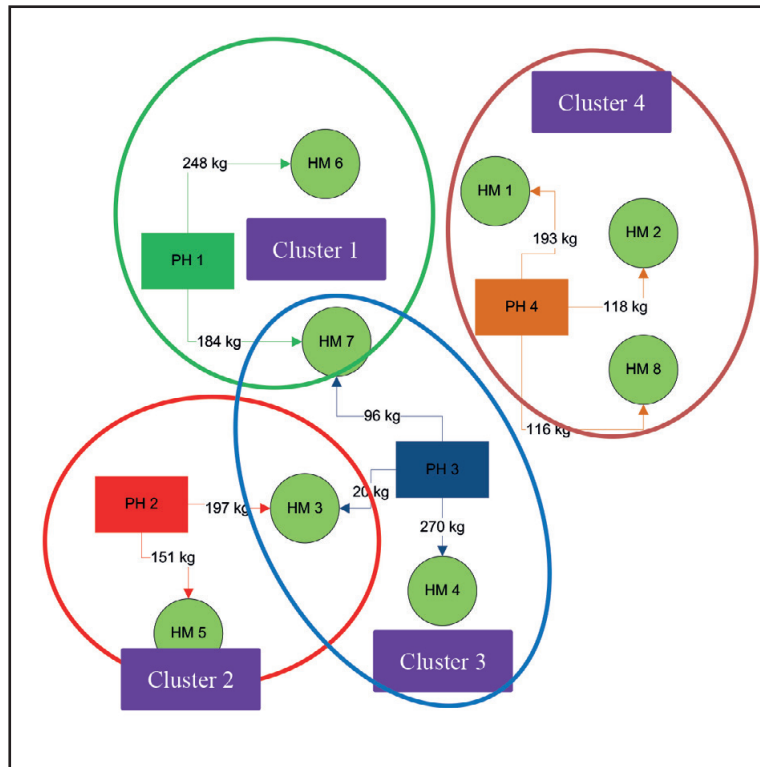 Cluster 4
HM 6
248 kg
HM 1
HM 2
193 kg
Cluster 1
PH 1
PH 4
118 kg
184 kg
HM 7
HM 8
96 kg
116 kg
PH 3
PH 2
197 kg
HM 3
20 kg
270 kg
151 kg
HM 4
HM 5
Cluster 3
Cluster 2